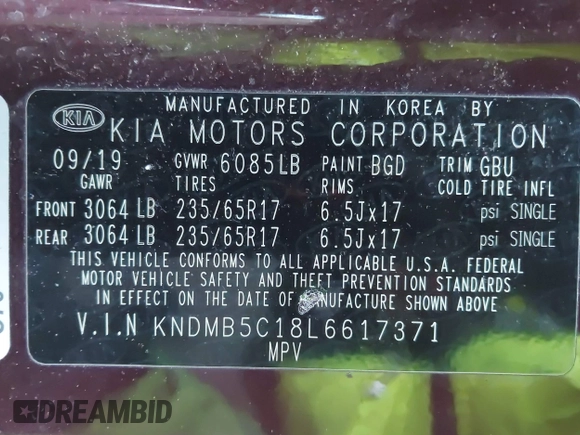 MANUFACTURED IN KOREA BY
KIA KIA MOTORS CORPORATION
09/19 GVWR 6085LB PAINT BGD TRIM GBU
GAWR TIRES RIMS COLD TIRE INFL
FRONT 3064 LB 235/65R17 6.5Jx17 psi SINGLE
REAR 3064 LB 235/65R17 6.5Jx17 psi SINGLE
THIS VEHICLE CONFORMS TO ALL APPLICABLE U.S.A. FEDERAL
MOTOR VEHICLE SAFETY AND THEFT PREVENTION STANDARDS
IN EFFECT ON THE DATE OF MANUFACTURE SHOWN ABOVE.
V.I.N KNDMB5C18L6617371
MPV
DREAMBID